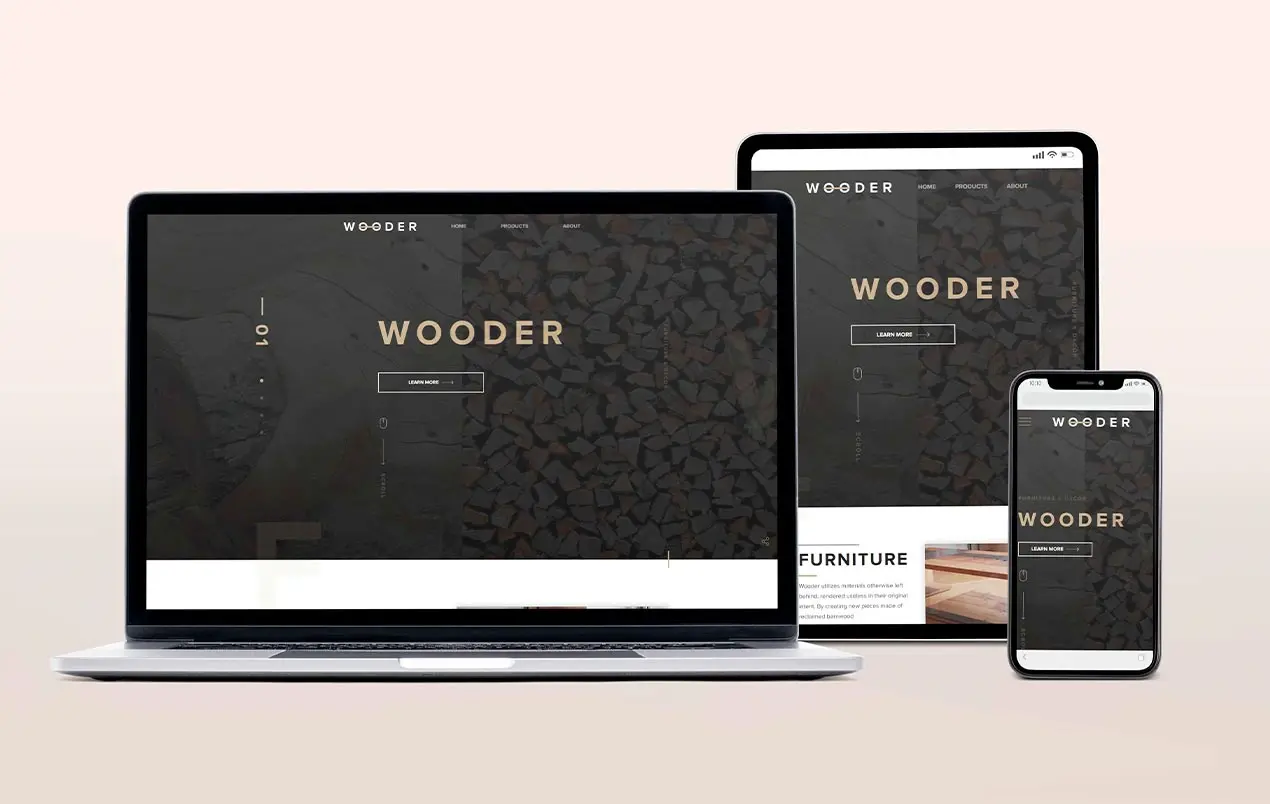 WOODER HOME PRODUCTS ABOUT
01
WOODER
LEARN MORE
SCROLL
FURNITURE & DECOR
WOODER HOME PRODUCTS ABOUT
WOODER
LEARN MORE
SCROLL
FURNITURE & DECOR
FURNITURE
Wooder utilizes materials otherwise left
behind, rendered useless in their original
intent. By creating new pieces made of
reclaimed barnwood
10:10
WOODER
FURNITURE & DECOR
WOODER
LEARN MORE